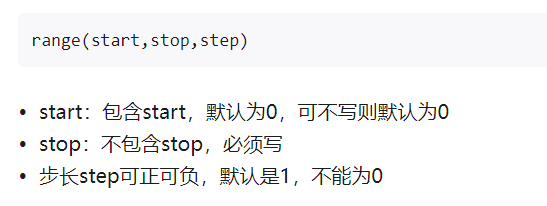 range(start,stop,step)
• start：包含start，默认为0，可不写则默认为0
• stop：不包含stop，必须写
• 步长step可正可负，默认是1，不能为0